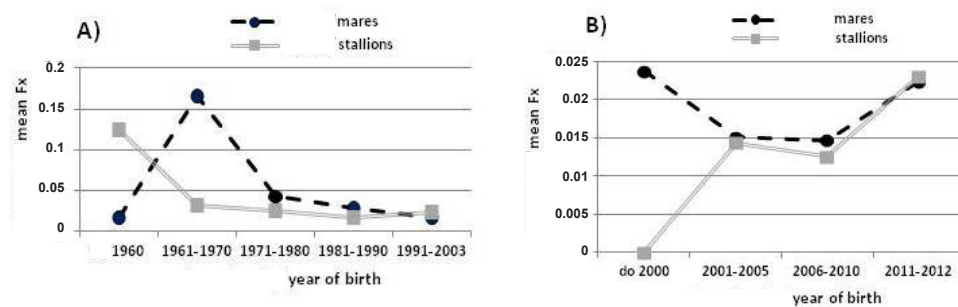 A)
mares
stallions
mean Fx
0.2
0.15
0.1
0.05
0
1960 1961-1970 1971-1980 1981-1990 1991-2003
year of birth
B)
mares
stallions
mean Fx
0.025
0.02
0.015
0.01
0.005
0
do 2000 2001-2005 2006-2010 2011-2012
year of birth